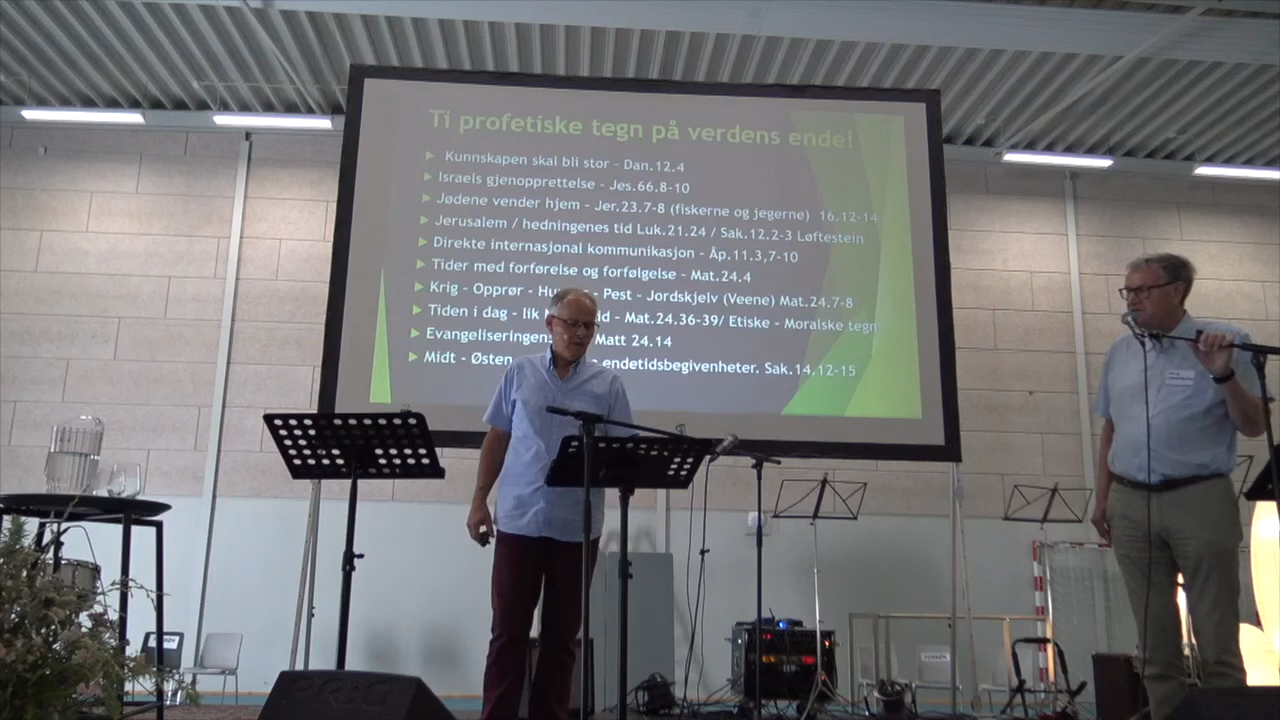 Ti profetiske tegn på verdens ende!
Kunnskapen skal bli stor - Dan.12.4
Israels gjenopprettelse - Jes.66.8-10
Jødene vender hjem - Jer.23.7-8 (fiskerne og jegerne) 16.12-14
Jerusalem / hedningenes tid Luk.21.24 / Sak.12.2-3 Løftestein
Direkte internasjonal kommunikasjon - Åp.11.3,7-10
Tider med forførelse og forfølgelse - Mat.24.4
Krig - Opprør - - Pest - Jordskjelv (Veene) Mat.24.7-8
Tiden i dag - lik - Mat.24.36-39/ Etiske - Moralske tegn
Matt 24.14
Midt - Østen endetidsbegivenheter. Sak.14.12-15